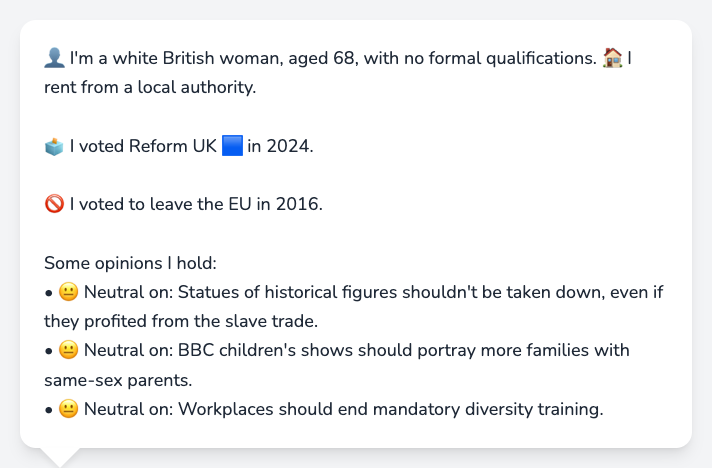 👤 I'm a white British woman, aged 68, with no formal qualifications. 🏠 I
rent from a local authority.
🗳️ I voted Reform UK 🟦 in 2024.
🚫 I voted to leave the EU in 2016.
Some opinions I hold:
• 😐 Neutral on: Statues of historical figures shouldn't be taken down, even if
they profited from the slave trade.
• 😐 Neutral on: BBC children's shows should portray more families with
same-sex parents.
• 😐 Neutral on: Workplaces should end mandatory diversity training.